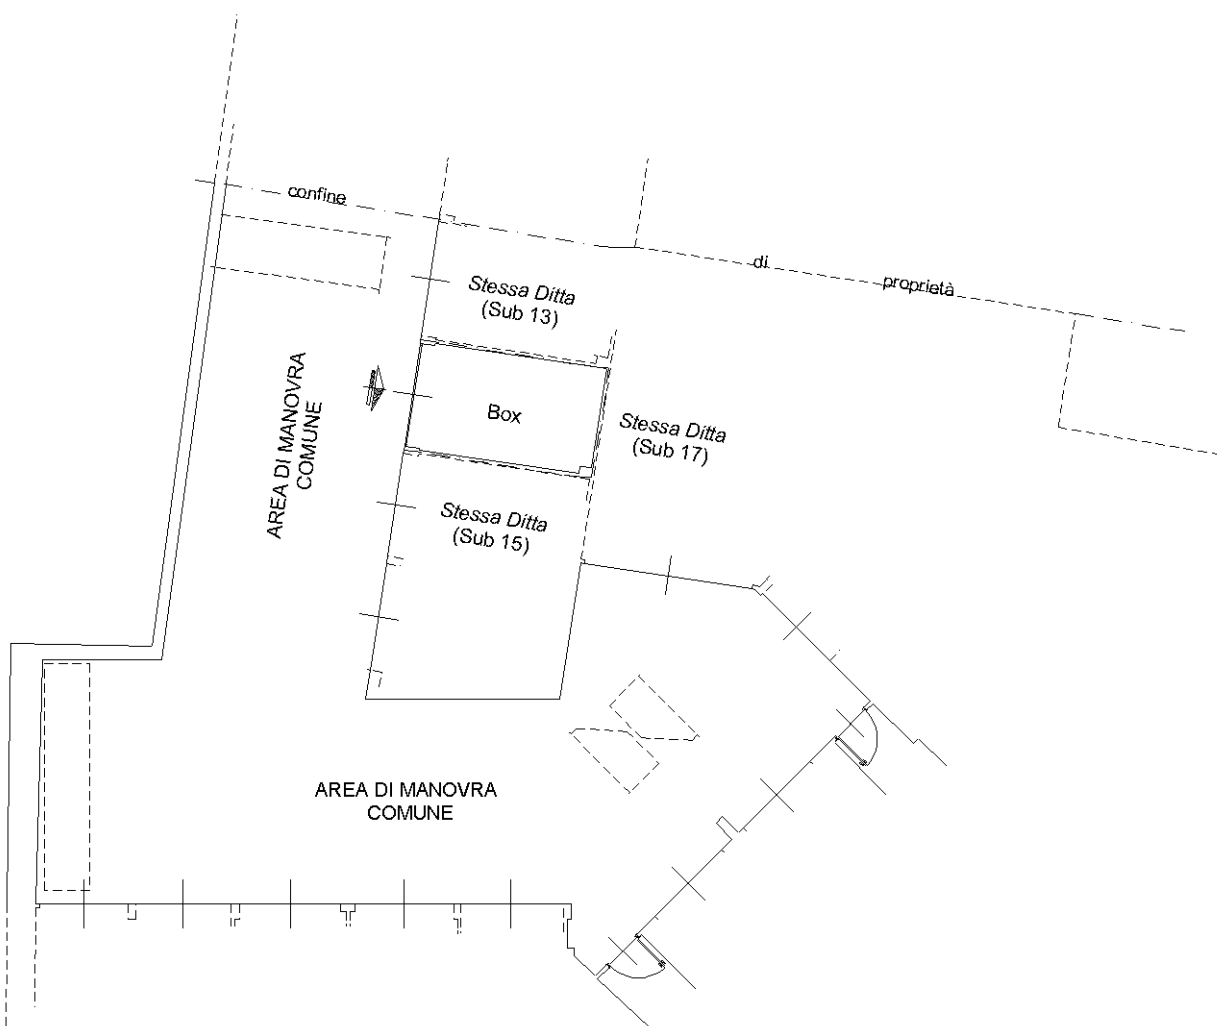 confine
di
proprietà
Stessa Ditta
(Sub 13)
AREA DI MANOVRA
COMUNE
Box
Stessa Ditta
(Sub 17)
Stessa Ditta
(Sub 15)
AREA DI MANOVRA
COMUNE